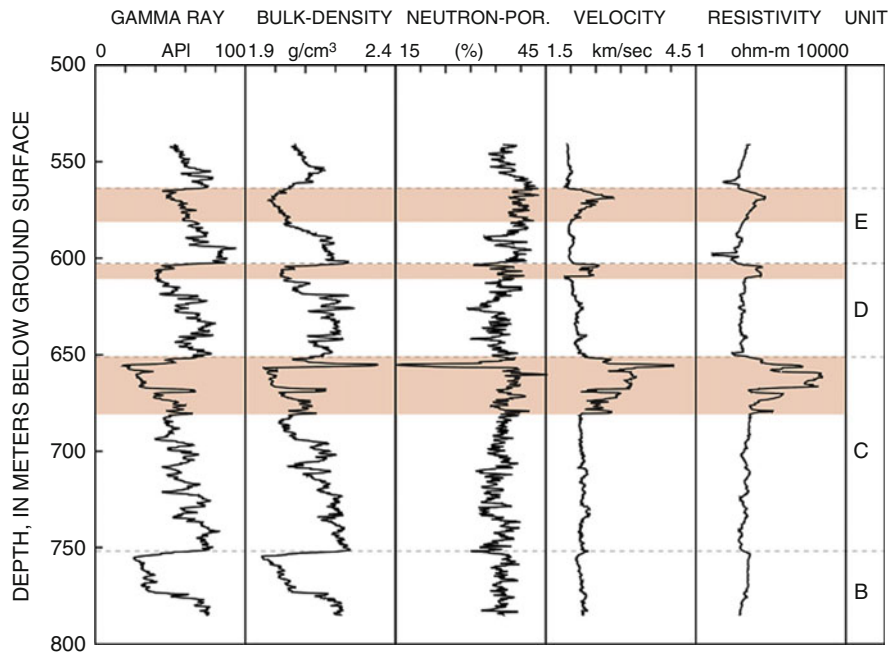 GAMMA RAY BULK-DENSITY NEUTRON-POR. VELOCITY RESISTIVITY UNIT
0 API 100 1.9 g/cm³ 2.4 15 (%) 45 1.5 km/sec 4.5 1 ohm-m 10000
500
550
600
650
700
750
800
DEPTH, IN METERS BELOW GROUND SURFACE
E
D
C
B